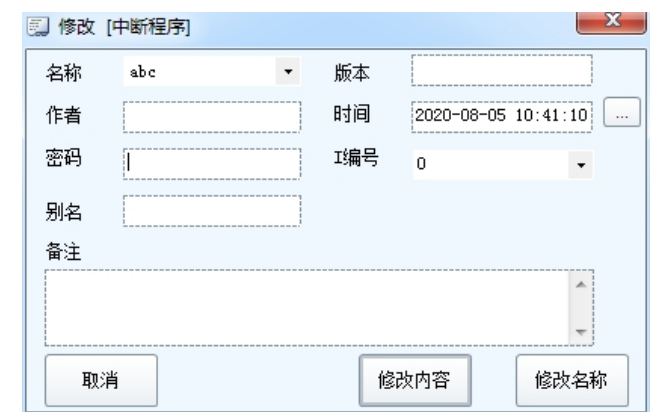 修改 [中断程序]
名称 abc 版本
作者 时间 2020-08-05 10:41:10 ...
密码 I编号 0
别名
备注
取消 修改内容 修改名称